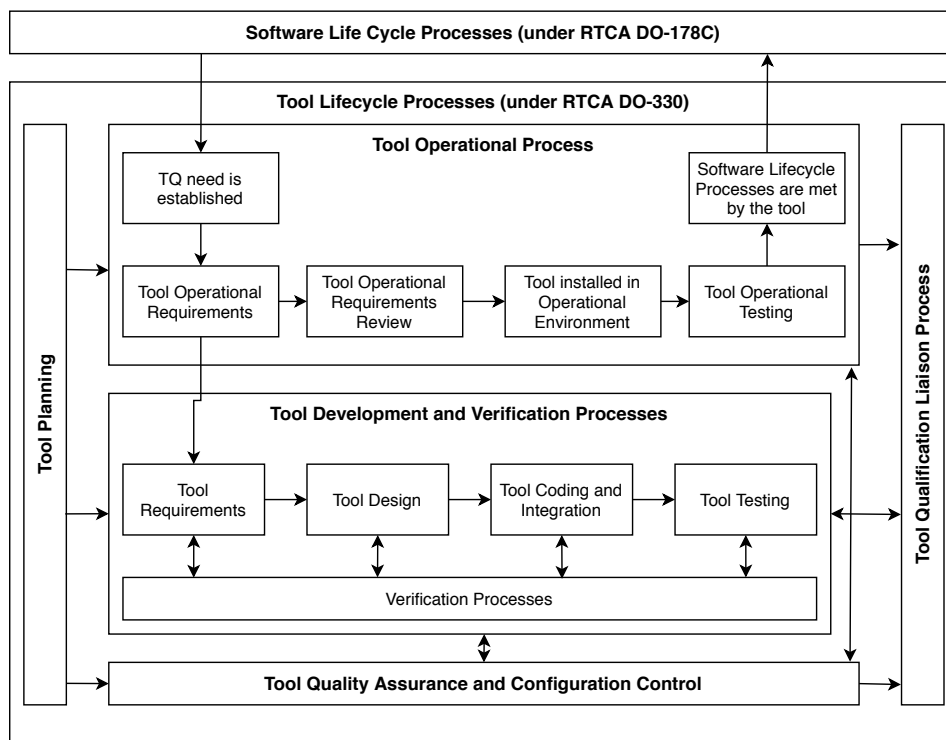 Software Life Cycle Processes (under RTCA DO-178C)
Tool Lifecycle Processes (under RTCA DO-330)
Tool Planning
Tool Operational Process
TQ need is
established
Software Lifecycle
Processes are met
by the tool
Tool Operational
Requirements
Tool Operational
Requirements
Review
Tool installed in
Operational
Environment
Tool Operational
Testing
Tool Development and Verification Processes
Tool
Requirements
Tool Design
Tool Coding and
Integration
Tool Testing
Verification Processes
Tool Quality Assurance and Configuration Control
Tool Qualification Liaison Process